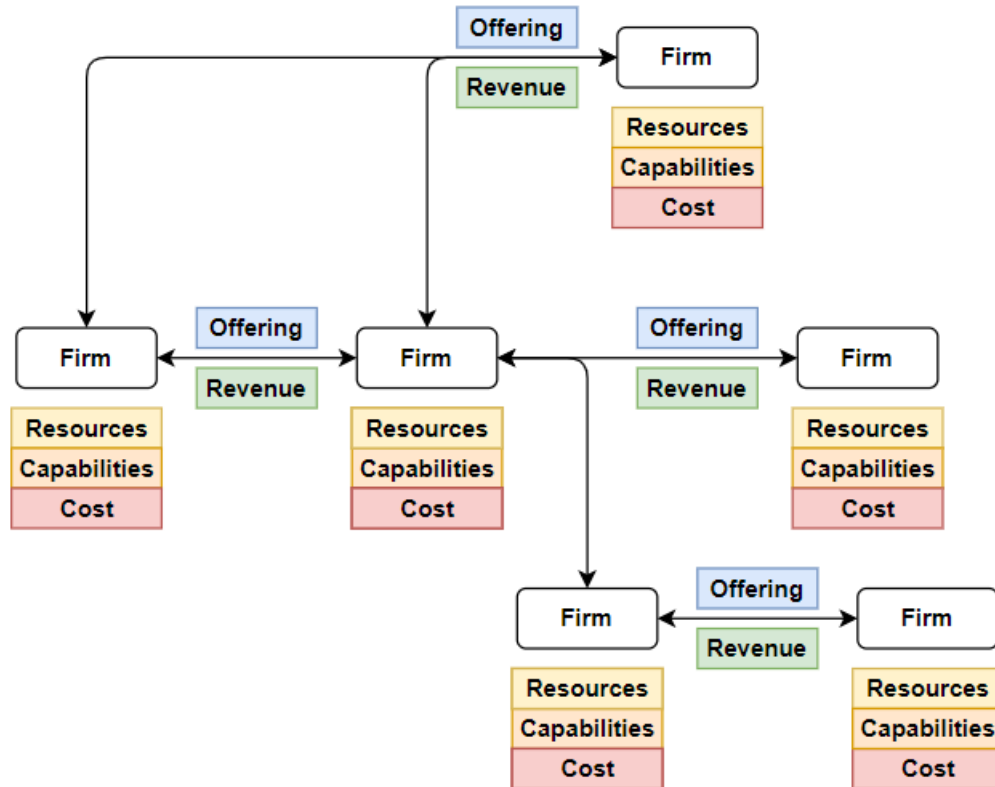 Offering
Firm
Revenue
Resources
Capabilities
Cost
Offering
Offering
Firm
Firm
Firm
Revenue
Revenue
Resources
Resources
Resources
Capabilities
Capabilities
Capabilities
Cost
Cost
Cost
Offering
Firm
Firm
Revenue
Resources
Resources
Capabilities
Capabilities
Cost
Cost